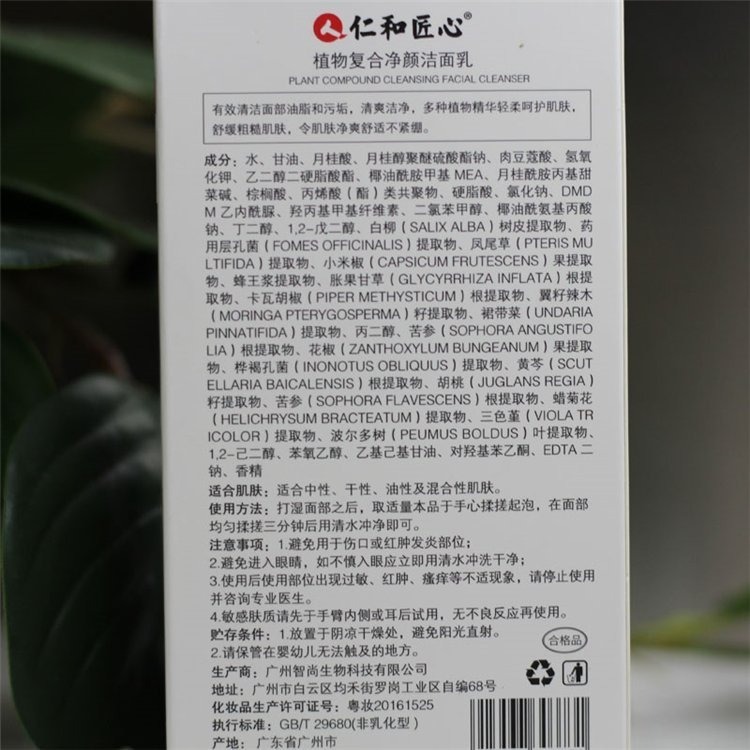 仁和匠心®
植物复合净颜洁面乳
PLANT COMPOUND CLEANSING FACIAL CLEANSER
有效清洁面部油脂和污垢，清爽洁净，多种植物精华轻柔呵护肌肤，
舒缓粗糙肌肤，令肌肤净爽舒适不紧绷。
成分：水、甘油、月桂酸、月桂醇聚醚硫酸酯钠、肉豆蔻酸、氢氧
化钾、乙二醇二硬脂酸酯、椰油酰胺甲基 MEA、月桂酰胺丙基甜
菜碱、棕榈酸、丙烯酸（酯）类共聚物、硬脂酸、氯化钠、DMD
M 乙内酰脲、羟丙基甲基纤维素、二氯苯甲醇、椰油酰氨基丙酸
钠、丁二醇、1,2-戊二醇、白柳（SALIX ALBA）树皮提取物、药
用层孔菌（FOMES OFFICINALIS）提取物、凤尾草（PTERIS MU
LTIFIDA）提取物、小米椒（CAPSICUM FRUTESCENS）果提取
物、蜂王浆提取物、胀果甘草（GLYCYRRHIZA INFLATA）根提
取物、卡瓦胡椒（PIPER METHYSTICUM）根提取物、翼籽辣木
（MORINGA PTERYGOSPERMA）籽提取物、裙带菜（UNDARIA
PINNATIFIDA）提取物、丙二醇、苦参（SOPHORA ANGUSTIFO
LIA）根提取物、花椒（ZANTHOXYLUM BUNGEANUM）果提取
物、桦褐孔菌（INONOTUS OBLIQUUS）提取物、黄芩（SCUT
ELLARIA BAICALENSIS）根提取物、胡桃（JUGLANS REGIA）
籽提取物、苦参（SOPHORA FLAVESCENS）根提取物、蜡菊花
（HELICHRYSUM BRACTEATUM）提取物、三色堇（VIOLA TR
ICOLOR）提取物、波尔多树（PEUMUS BOLDUS）叶提取物、
1,2-己二醇、苯氧乙醇、乙基己基甘油、对羟基苯乙酮、EDTA 二
钠、香精
适合肌肤：适合中性、干性、油性及混合性肌肤。
使用方法：打湿面部之后，取适量本品于手心揉搓起泡，在面部
均匀揉搓三分钟后用清水冲净即可。
注意事项：1.避免用于伤口或红肿发炎部位；
2.避免进入眼睛，如不慎入眼应立即用清水冲洗干净；
3.使用后使用部位出现过敏、红肿、瘙痒等不适现象，请停止使用
并咨询专业医生。
4.敏感肤质请先于手臂内侧或耳后试用，无不良反应再使用。
贮存条件：1.放置于阴凉干燥处，避免阳光直射。
2.请保管在婴幼儿无法触及的地方。
合格品
生产商：广州智尚生物科技有限公司
地址：广州市白云区均禾街罗岗工业区自编68号
化妆品生产许可证号：粤妆20161525
执行标准：GB/T 29680(非乳化型)
产地：广东省广州市